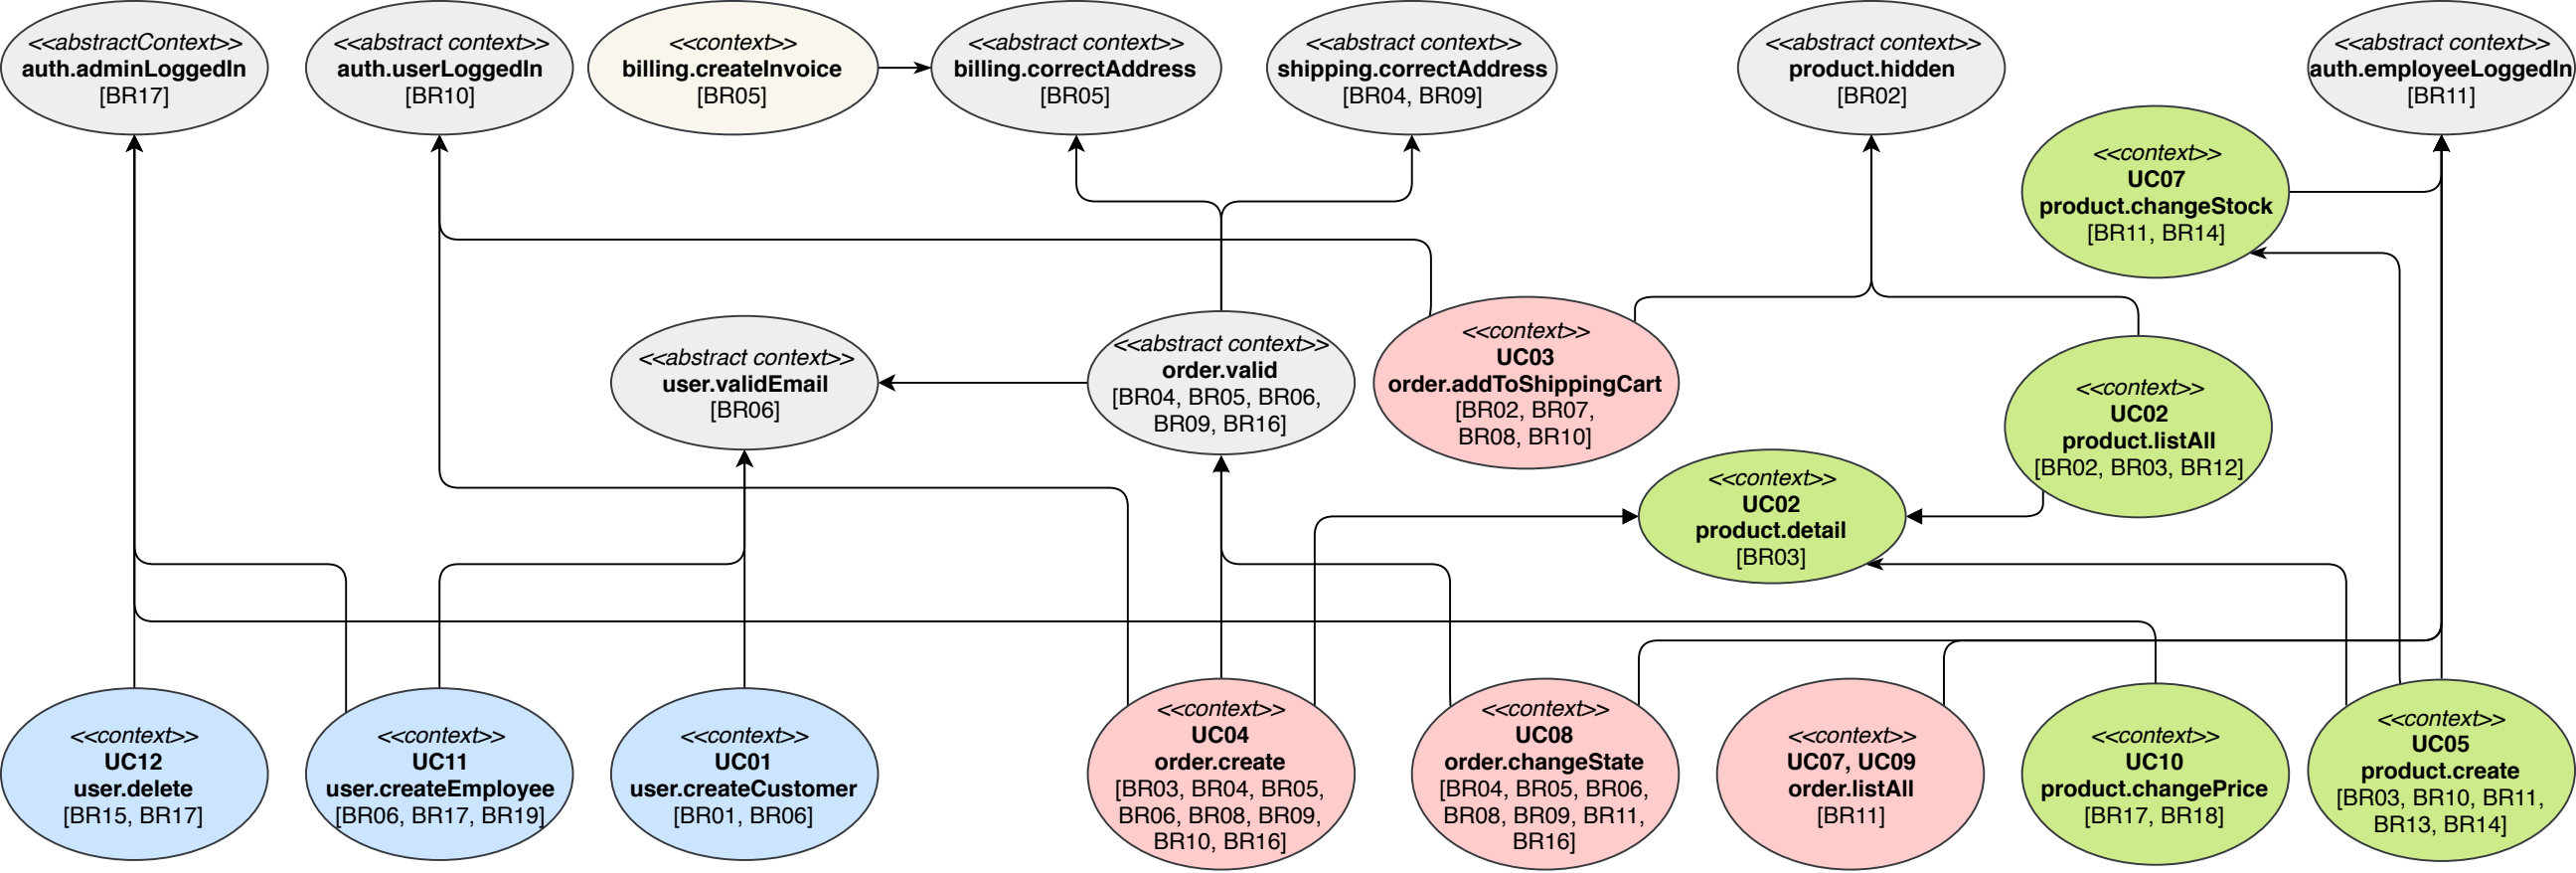 <<abstractContext>>
auth.adminLoggedIn
[BR17]
<<abstract context>>
auth.userLoggedIn
[BR10]
<<context>>
billing.createInvoice
[BR05]
<<abstract context>>
billing.correctAddress
[BR05]
<<abstract context>>
shipping.correctAddress
[BR04, BR09]
<<abstract context>>
product.hidden
[BR02]
<<abstract context>>
auth.employeeLoggedIn
[BR11]
<<context>>
UC07
product.changeStock
[BR11, BR14]
<<abstract context>>
user.validEmail
[BR06]
<<abstract context>>
order.valid
[BR04, BR05, BR06,
BR09, BR16]
<<context>>
UC03
order.addToShippingCart
[BR02, BR07,
BR08, BR10]
<<context>>
UC02
product.listAll
[BR02, BR03, BR12]
<<context>>
UC02
product.detail
[BR03]
<<context>>
UC12
user.delete
[BR15, BR17]
<<context>>
UC11
user.createEmployee
[BR06, BR17, BR19]
<<context>>
UC01
user.createCustomer
[BR01, BR06]
<<context>>
UC04
order.create
[BR03, BR04, BR05,
BR06, BR08, BR09,
BR10, BR16]
<<context>>
UC08
order.changeState
[BR04, BR05, BR06,
BR08, BR09, BR11,
BR16]
<<context>>
UC07, UC09
order.listAll
[BR11]
<<context>>
UC10
product.changePrice
[BR17, BR18]
<<context>>
UC05
product.create
[BR03, BR10, BR11,
BR13, BR14]